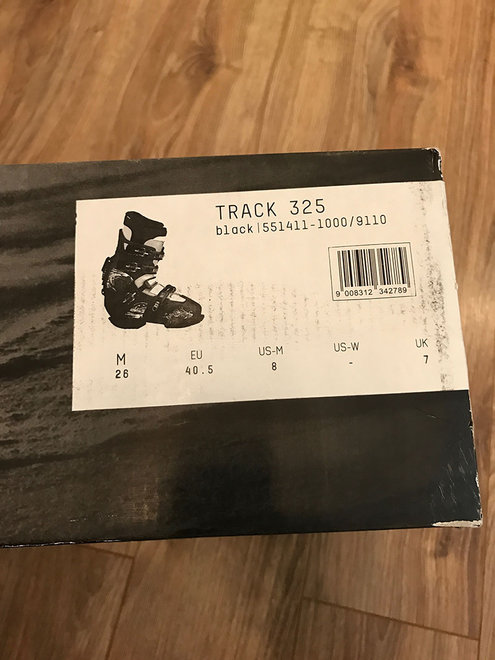 TRACK 325
black|551411-1000/9110
9 008312 342789
M EU US-M US-W UK
26 40.5 8 - 7